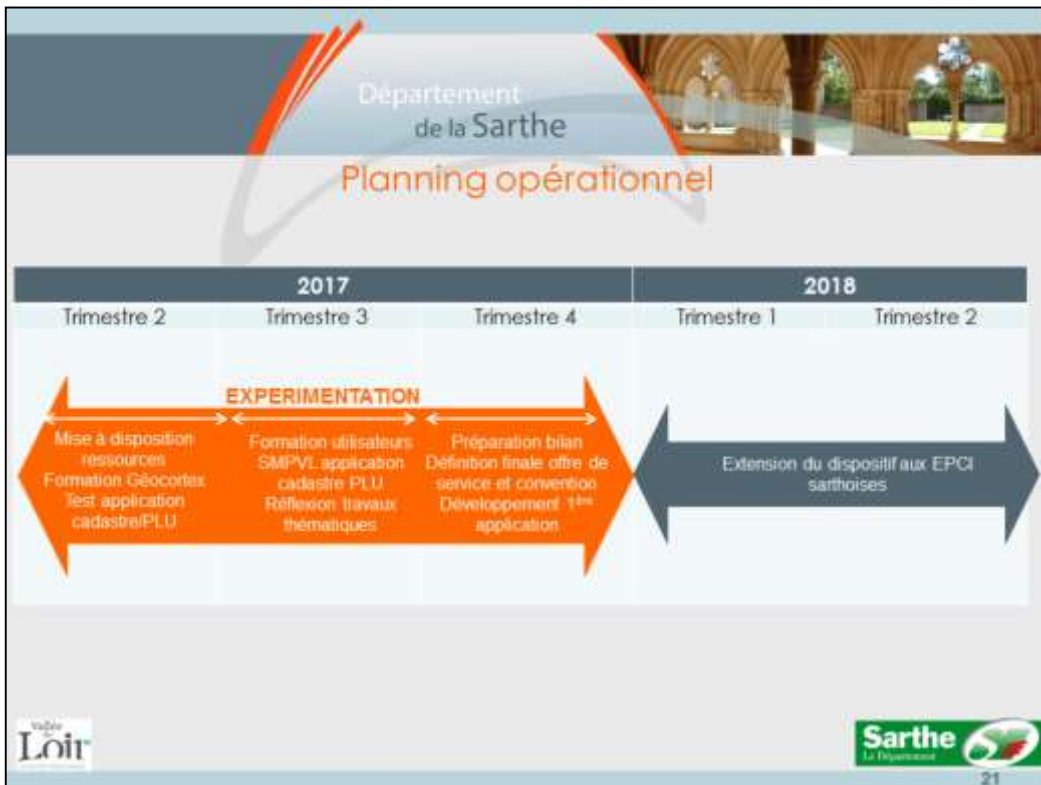 Département
de la Sarthe
Planning opérationnel
2017
2018
Trimestre 2
Trimestre 3
Trimestre 4
Trimestre 1
Trimestre 2
EXPERIMENTATION
Mise à disposition
ressources
Formation Géocortex
Test application
cadastre/PLU
Formation utilisateurs
SMPVL application
cadastre PLU
Réflexion travaux
thématiques
Préparation bilan
Définition finale offre de
service et convention
Développement 1ère
application
Extension du dispositif aux EPCI
sarthoises
Vallée
Loir
Sarthe
Le Département
21